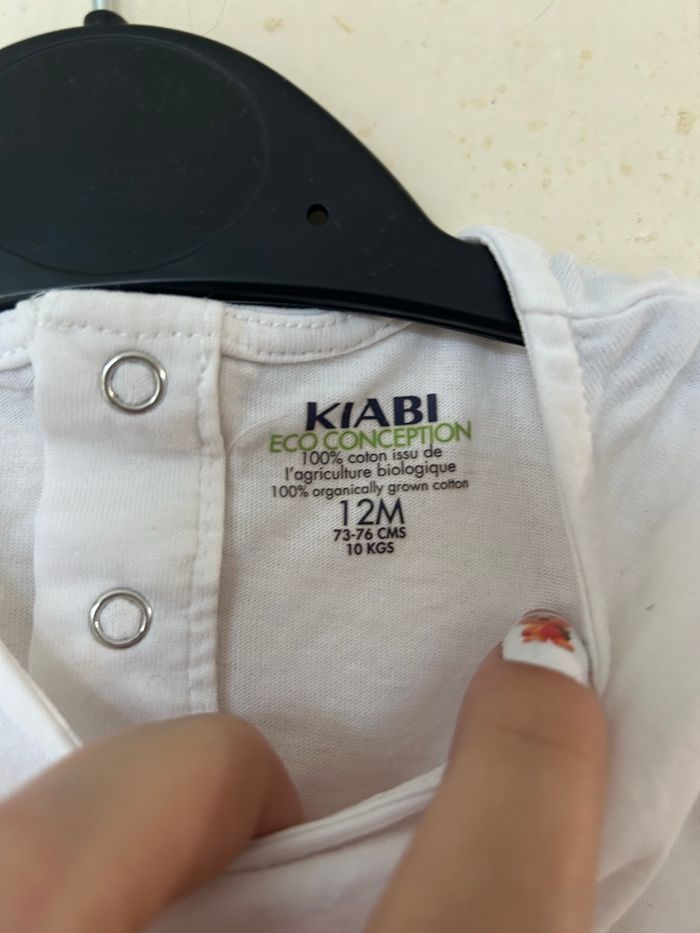 KIABI
ECO CONCEPTION
100% coton issu de
l'agriculture biologique
100% organically grown cotton
12M
73-76 CMS
10 KGS